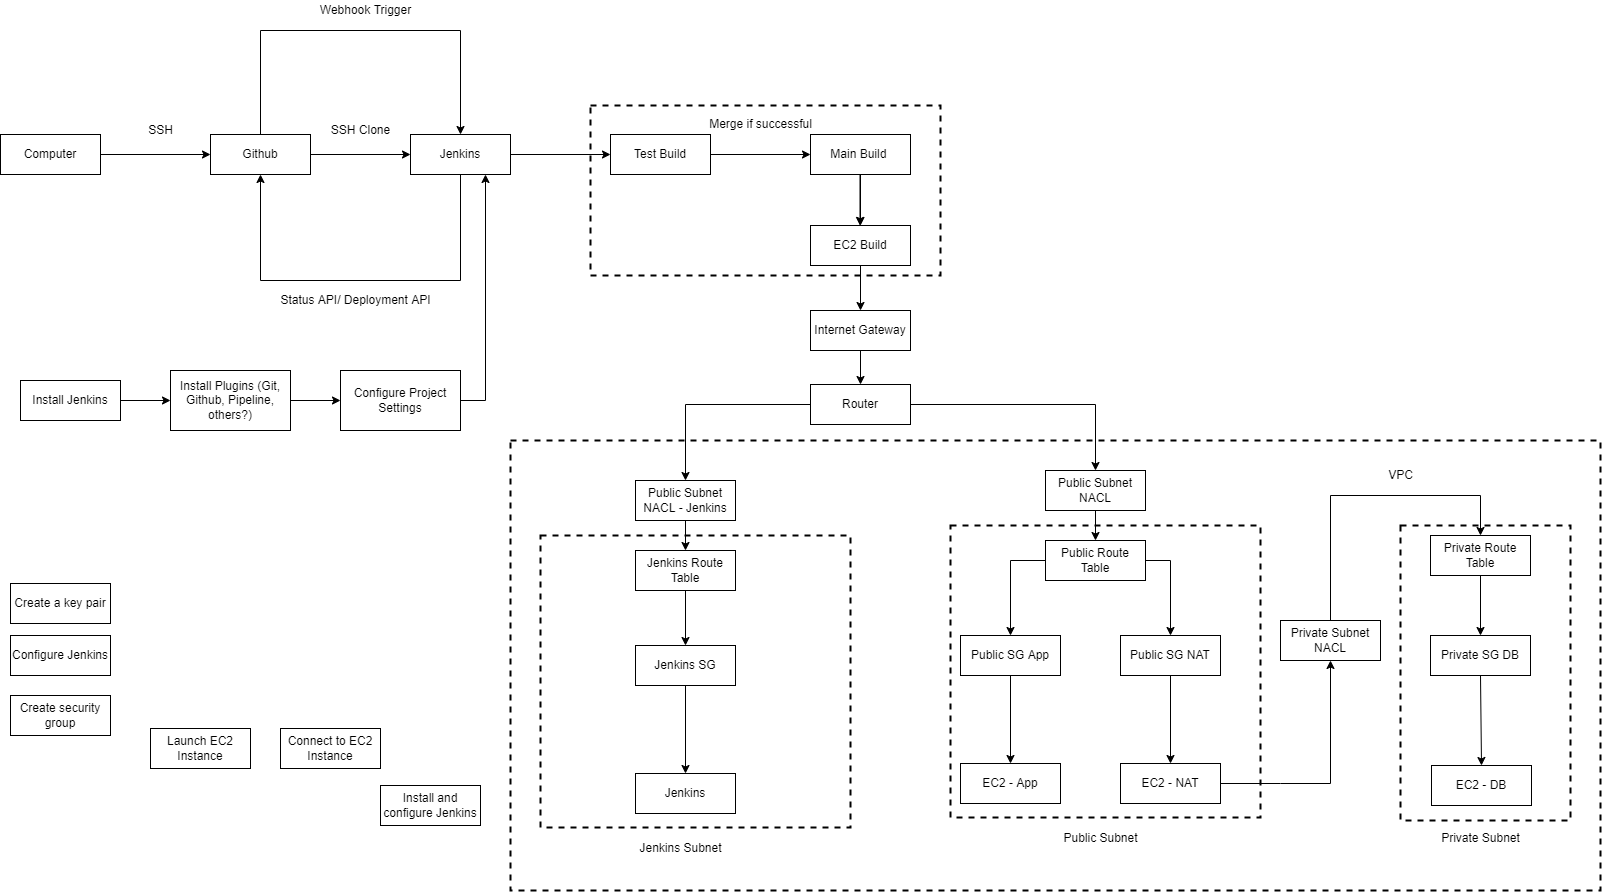 Webhook Trigger
SSH
SSH Clone
Merge if successful
Computer
Github
Jenkins
Test Build
Main Build
EC2 Build
Status API/ Deployment API
Internet Gateway
Install Jenkins
Install Plugins (Git,
Github, Pipeline,
others?)
Configure Project
Settings
Router
VPC
Public Subnet
NACL - Jenkins
Public Subnet
NACL
Jenkins Route
Table
Public Route
Table
Private Route
Table
Create a key pair
Configure Jenkins
Create security
group
Jenkins SG
Public SG App
Public SG NAT
Private Subnet
NACL
Private SG DB
Launch EC2
Instance
Connect to EC2
Instance
Install and
configure Jenkins
Jenkins
EC2 - App
EC2 - NAT
EC2 - DB
Jenkins Subnet
Public Subnet
Private Subnet